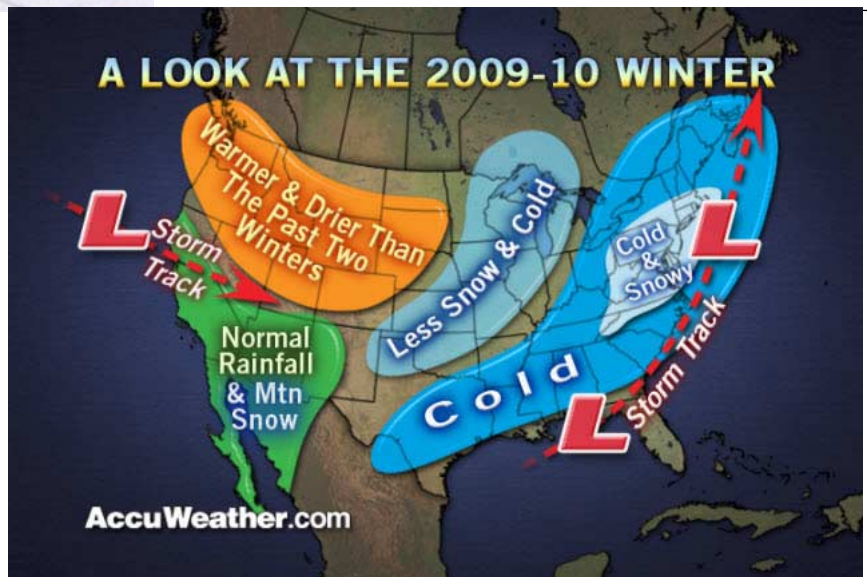 A LOOK AT THE 2009-10 WINTER
Warmer & Drier Than
The Past Two
Winters
L
Storm
Track
Normal
Rainfall
& Mtn
Snow
Less Snow & Cold
Cold
&
Snowy
L
Cold
L
Storm Track
AccuWeather.com